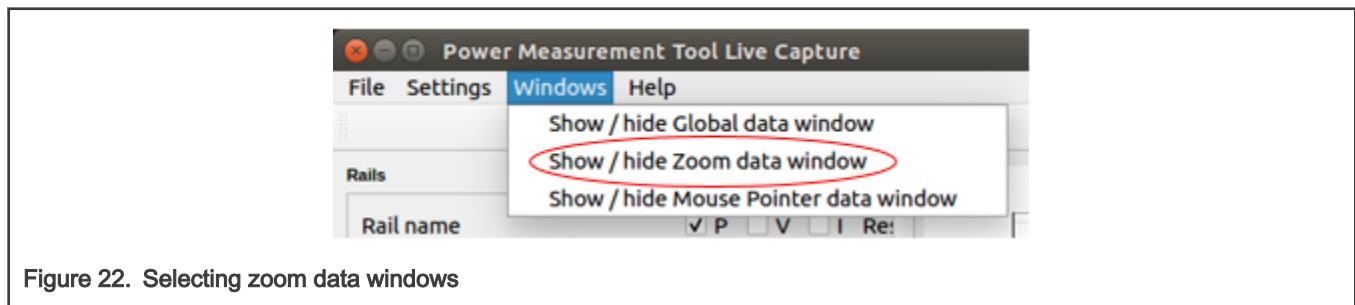 Power Measurement Tool Live Capture
File Settings Windows Help
Show / hide Global data window
Show / hide Zoom data window
Rails
Show / hide Mouse Pointer data window
Rail name P V I
Figure 22. Selecting zoom data windows